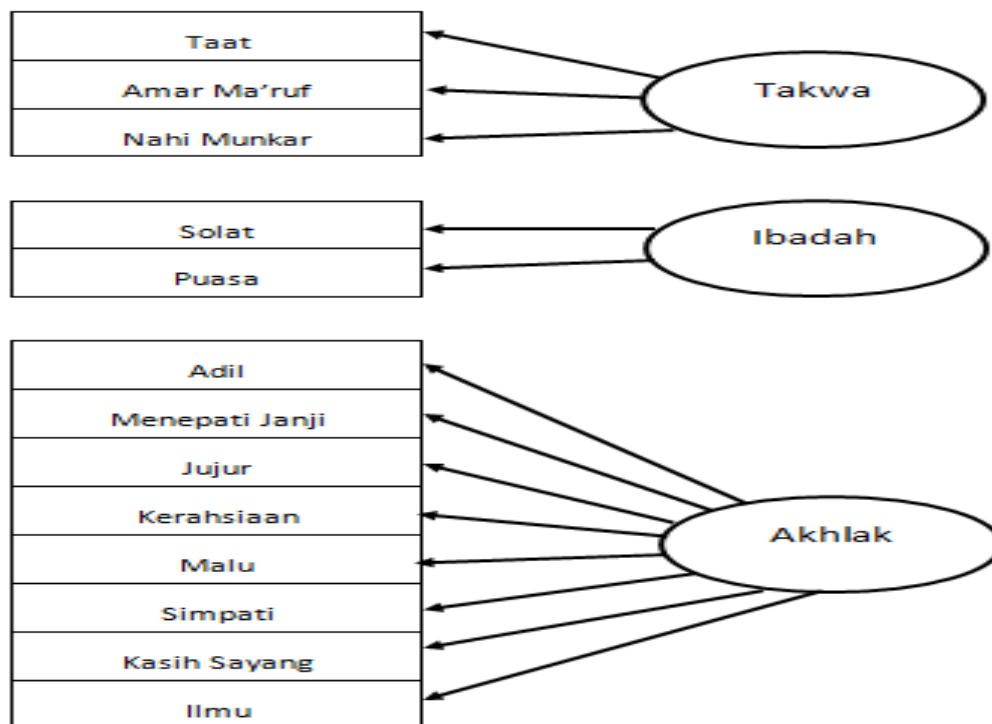 Taat
Amar Ma’ruf
Nahi Munkar
Takwa
Solat
Puasa
Ibadah
Adil
Menepati Janji
Jujur
Kerahsiaan
Malu
Simpati
Kasih Sayang
Ilmu
Akhlak